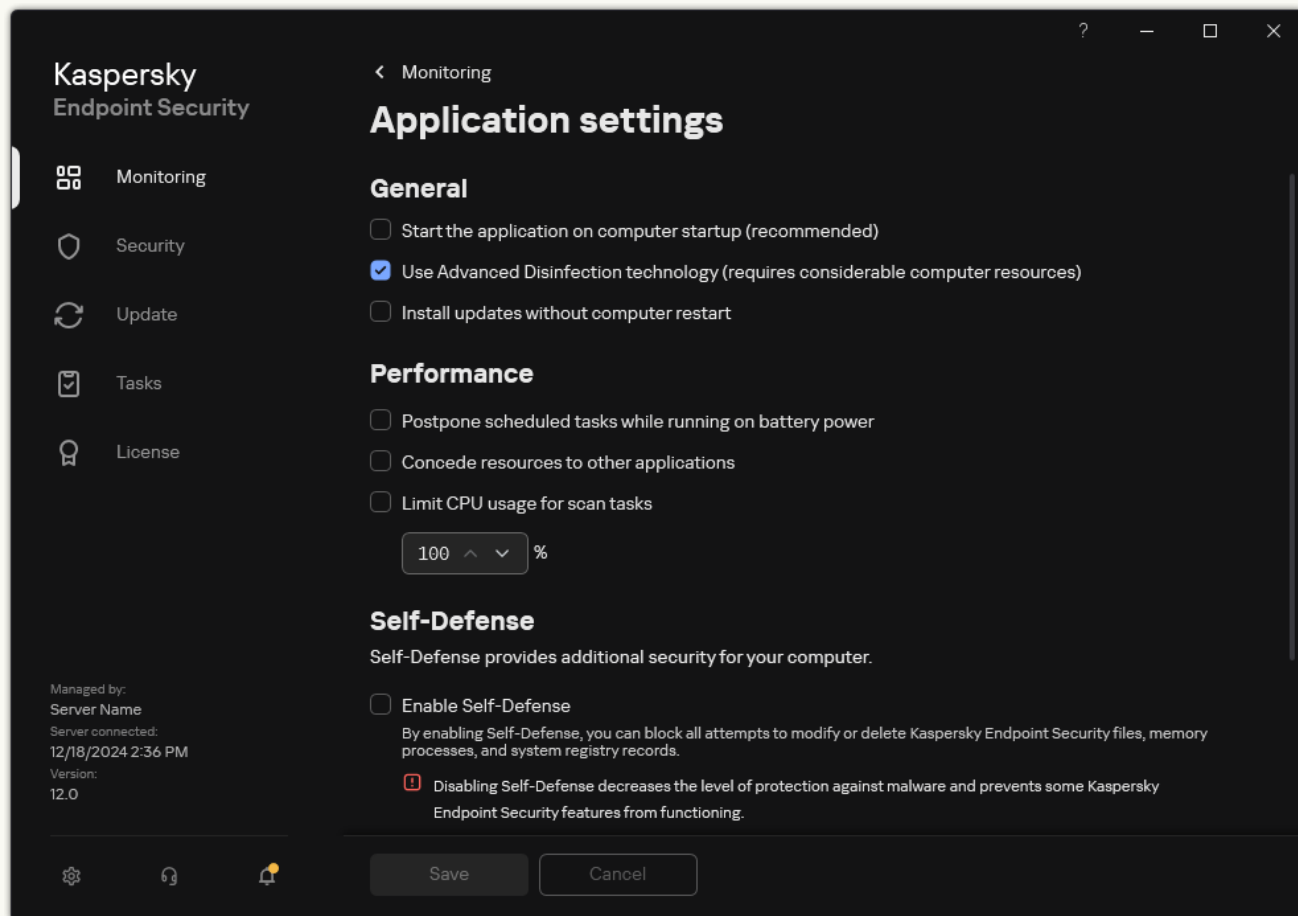 ?
Kaspersky
Endpoint Security
Monitoring
Security
Update
Tasks
License
Managed by:
Server Name
Server connected:
12/18/2024 2:36 PM
Version:
12.0
Monitoring
Application settings
General
Start the application on computer startup (recommended)
Use Advanced Disinfection technology (requires considerable computer resources)
Install updates without computer restart
Performance
Postpone scheduled tasks while running on battery power
Concede resources to other applications
Limit CPU usage for scan tasks
100 %
Self-Defense
Self-Defense provides additional security for your computer.
Enable Self-Defense
By enabling Self-Defense, you can block all attempts to modify or delete Kaspersky Endpoint Security files, memory
processes, and system registry records.
Disabling Self-Defense decreases the level of protection against malware and prevents some Kaspersky
Endpoint Security features from functioning.
Save
Cancel